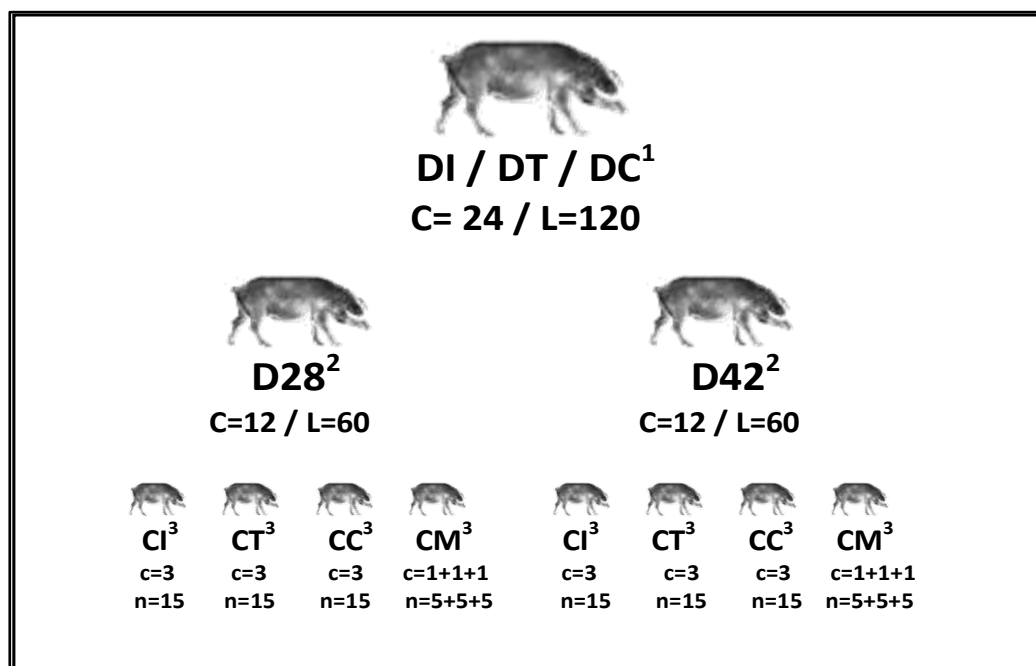 DI / DT / DC¹
C= 24 / L=120
D28² D42²
C=12 / L=60 C=12 / L=60
CI³ CT³ CC³ CM³ CI³ CT³ CC³ CM³
c=3 c=3 c=3 c=1+1+1 c=3 c=3 c=3 c=1+1+1
n=15 n=15 n=15 n=5+5+5 n=15 n=15 n=15 n=5+5+5